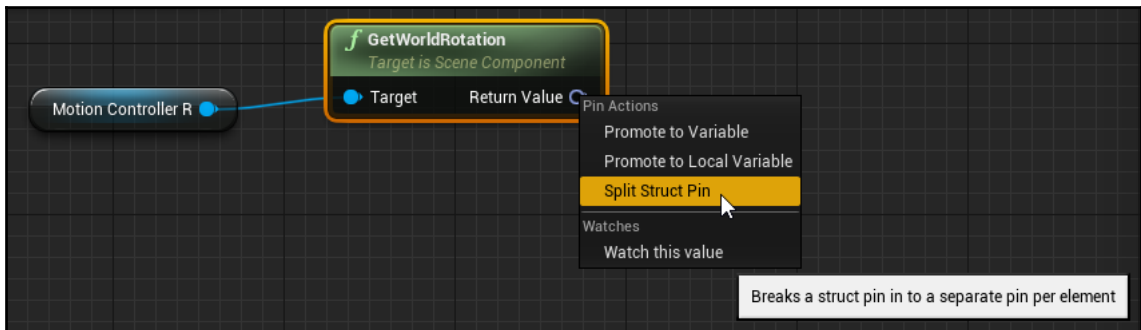 f GetWorldRotation
Target is Scene Component
Motion Controller R
Target Return Value
Pin Actions
Promote to Variable
Promote to Local Variable
Split Struct Pin
Watches
Watch this value
Breaks a struct pin in to a separate pin per element